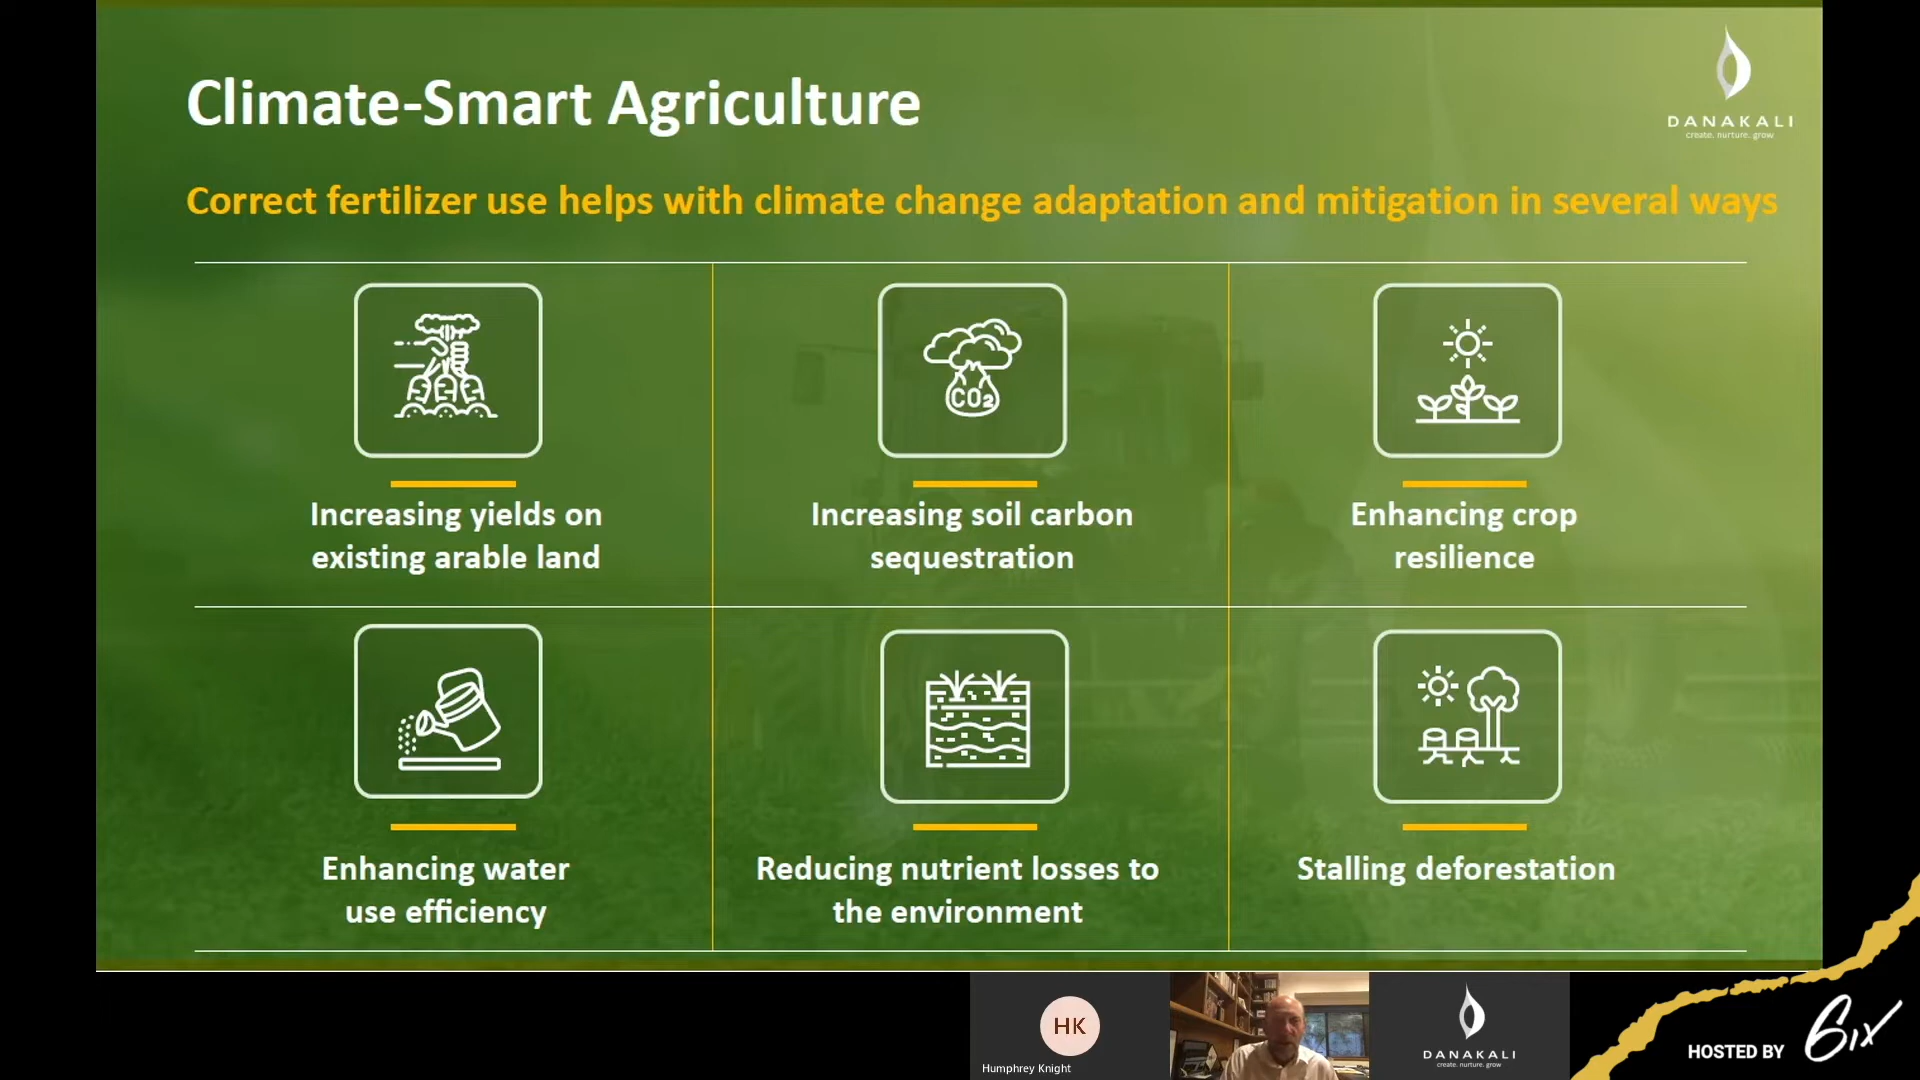 Climate-Smart Agriculture
DANAKALI
create. nurture. grow
Correct fertilizer use helps with climate change adaptation and mitigation in several ways
CO2
Increasing yields on
existing arable land
Increasing soil carbon
sequestration
Enhancing crop
resilience
Enhancing water
use efficiency
Reducing nutrient losses to
the environment
Stalling deforestation
HK
Humphrey Knight
DANAKALI
create. nurture. grow
HOSTED BY 6ix